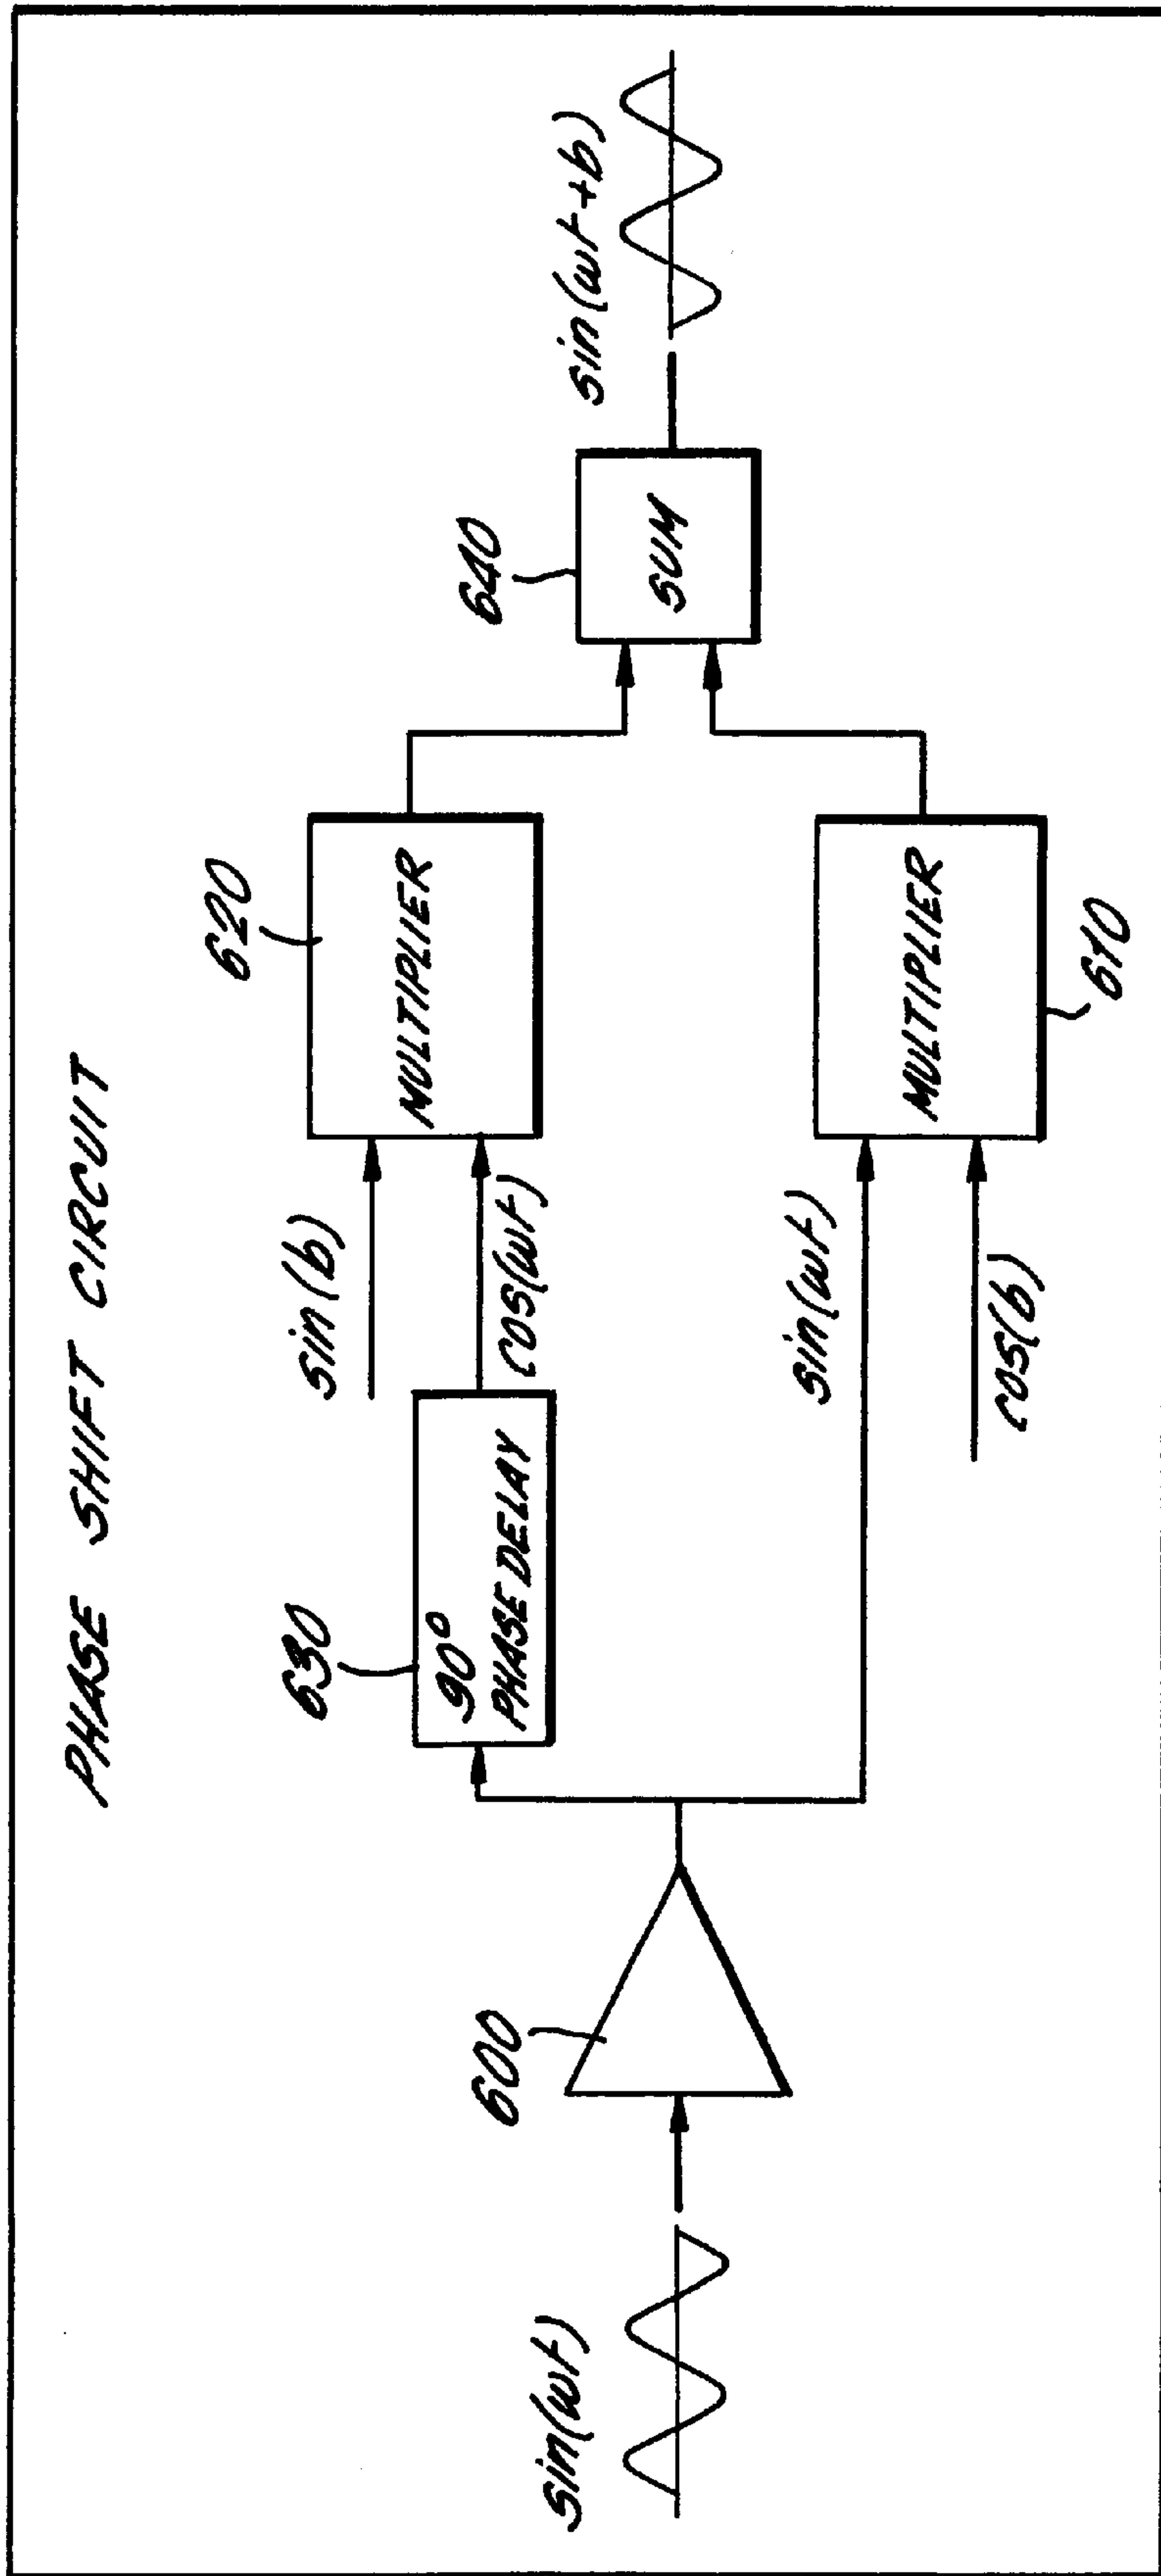 PHASE SHIFT CIRCUIT
sin(wt)
600
630
90°
PHASE DELAY
sin(b)
cos(wt)
620
MULTIPLIER
sin(wt)
cos(b)
MULTIPLIER
610
640
SUM
sin(wt+b)